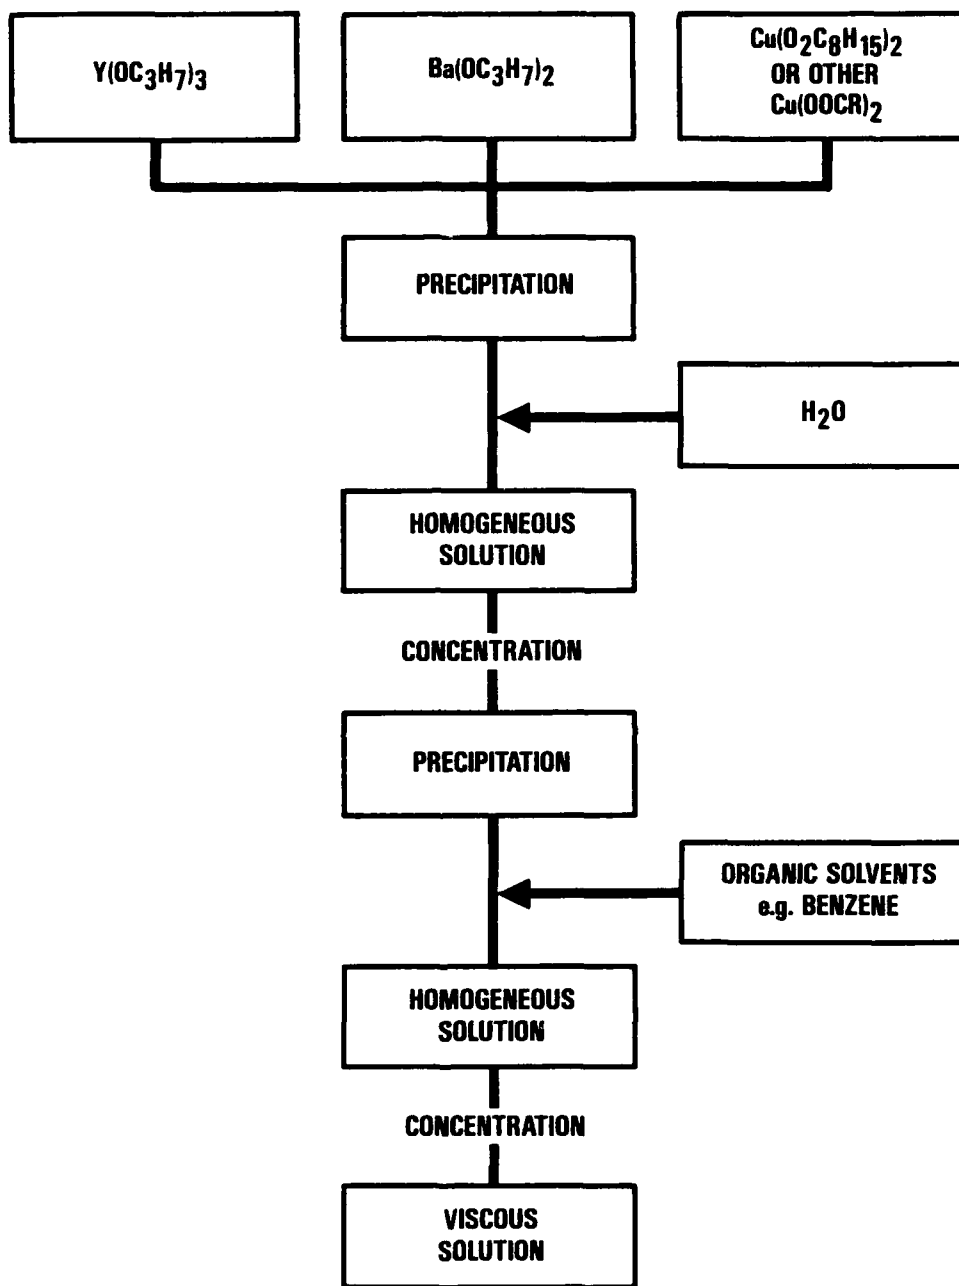 Y(OC3H7)3
Ba(OC3H7)2
Cu(O2C8H15)2
OR OTHER
Cu(OOCR)2
PRECIPITATION
H2O
HOMOGENEOUS
SOLUTION
CONCENTRATION
PRECIPITATION
ORGANIC SOLVENTS
e.g. BENZENE
HOMOGENEOUS
SOLUTION
CONCENTRATION
VISCOUS
SOLUTION